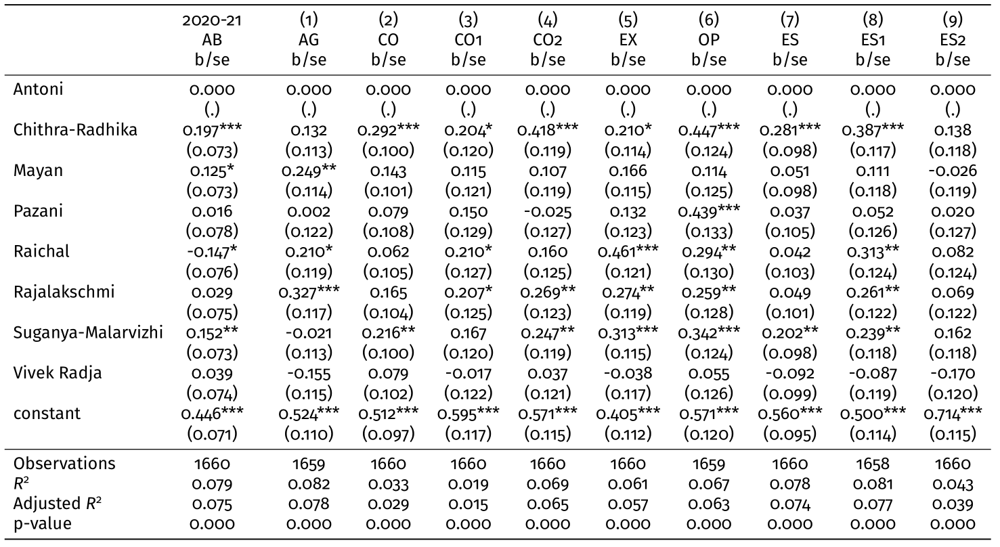 2020-21 (1) (2) (3) (4) (5) (6) (7) (8) (9)
AB AG CO CO1 CO2 EX OP ES ES1 ES2
b/se b/se b/se b/se b/se b/se b/se b/se b/se b/se
Antoni 0.000 0.000 0.000 0.000 0.000 0.000 0.000 0.000 0.000 0.000
(.) (.) (.) (.) (.) (.) (.) (.) (.) (.)
Chithra-Radhika 0.197*** 0.132 0.292*** 0.204* 0.418*** 0.210* 0.447*** 0.281*** 0.387*** 0.138
(0.073) (0.113) (0.100) (0.120) (0.119) (0.114) (0.124) (0.098) (0.117) (0.118)
Mayan 0.125* 0.249** 0.143 0.115 0.107 0.166 0.114 0.051 0.111 -0.026
(0.073) (0.114) (0.101) (0.121) (0.119) (0.115) (0.125) (0.098) (0.118) (0.119)
Pazani 0.016 0.002 0.079 0.150 -0.025 0.132 0.439*** 0.037 0.052 0.020
(0.078) (0.122) (0.108) (0.129) (0.127) (0.123) (0.133) (0.105) (0.126) (0.127)
Raichal -0.147* 0.210* 0.062 0.210* 0.160 0.461*** 0.294** 0.042 0.313** 0.082
(0.076) (0.119) (0.105) (0.127) (0.125) (0.121) (0.130) (0.103) (0.124) (0.124)
Rajalakschmi 0.029 0.327*** 0.165 0.207* 0.269** 0.274** 0.259** 0.049 0.261** 0.069
(0.075) (0.117) (0.104) (0.125) (0.123) (0.119) (0.128) (0.101) (0.122) (0.122)
Suganya-Malarvizhi 0.152** -0.021 0.216** 0.167 0.247** 0.313*** 0.342*** 0.202** 0.239** 0.162
(0.073) (0.113) (0.100) (0.120) (0.119) (0.115) (0.124) (0.098) (0.118) (0.118)
Vivek Radja 0.039 -0.155 0.079 -0.017 0.037 -0.038 0.055 -0.092 -0.087 -0.170
(0.074) (0.115) (0.102) (0.122) (0.121) (0.117) (0.126) (0.099) (0.119) (0.120)
constant 0.446*** 0.524*** 0.512*** 0.595*** 0.571*** 0.405*** 0.571*** 0.560*** 0.500*** 0.714***
(0.071) (0.110) (0.097) (0.117) (0.115) (0.112) (0.120) (0.095) (0.114) (0.115)
Observations 1660 1659 1660 1660 1660 1660 1659 1660 1658 1660
R² 0.079 0.082 0.033 0.019 0.069 0.061 0.067 0.078 0.081 0.043
Adjusted R² 0.075 0.078 0.029 0.015 0.065 0.057 0.063 0.074 0.077 0.039
p-value 0.000 0.000 0.000 0.000 0.000 0.000 0.000 0.000 0.000 0.000